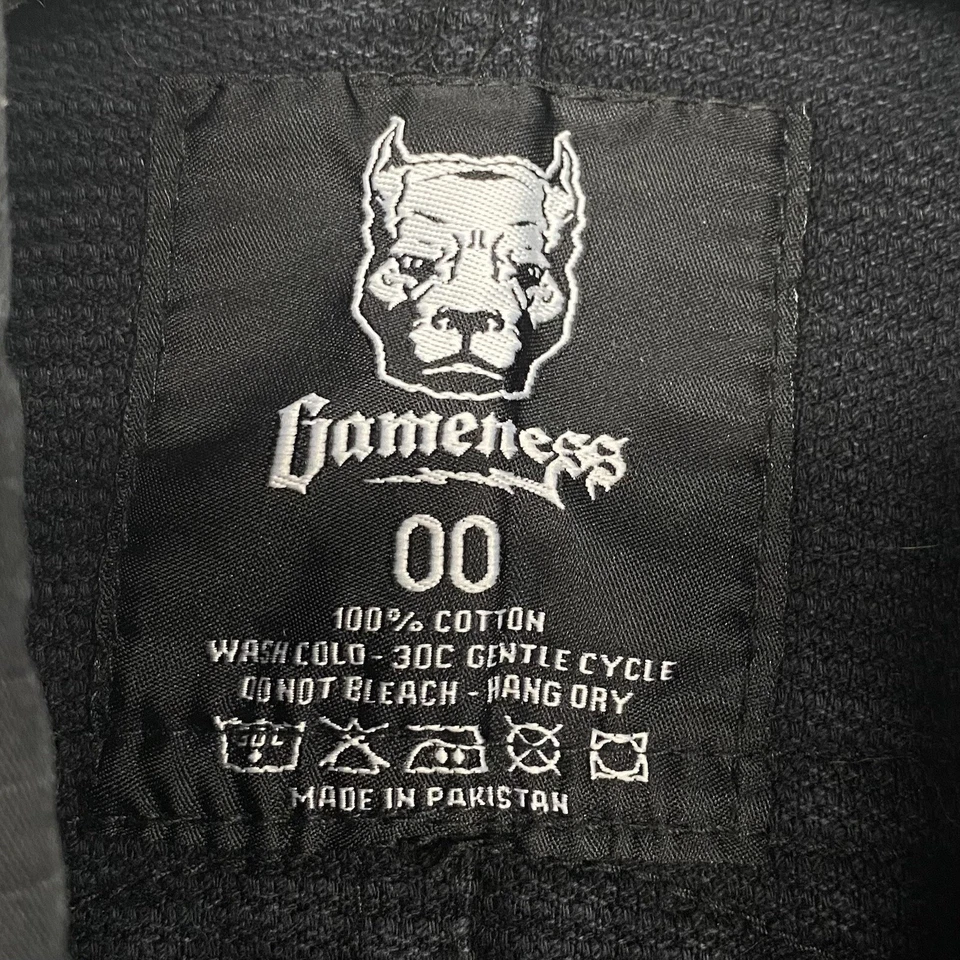 Gameness
00
100% COTTON
WASH COLD - 30C GENTLE CYCLE
DO NOT BLEACH - HANG DRY
30C
MADE IN PAKISTAN